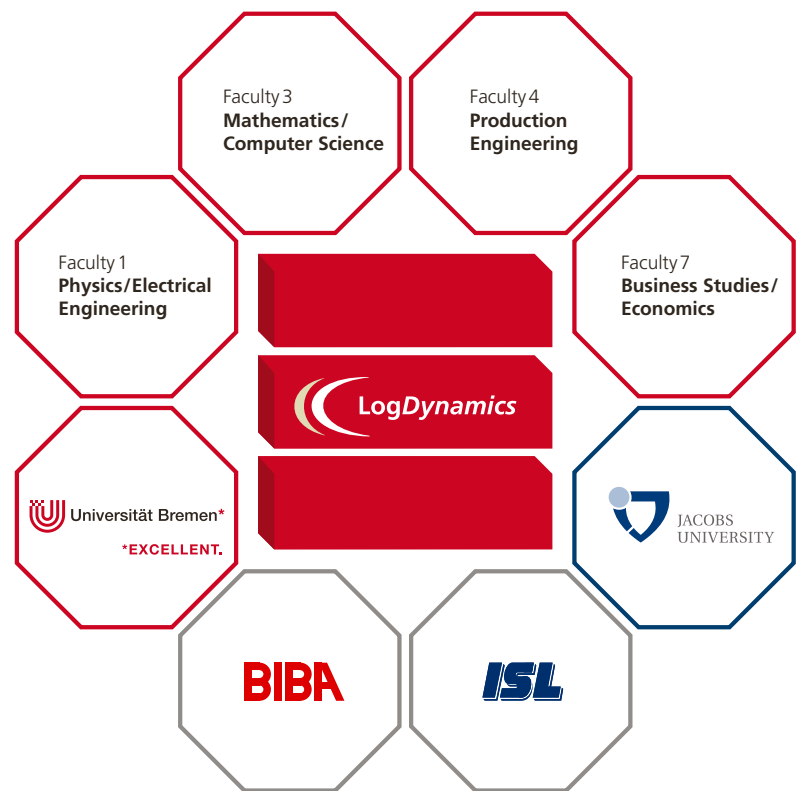 Faculty 3
Mathematics/
Computer Science
Faculty 4
Production
Engineering
Faculty 1
Physics/Electrical
Engineering
Faculty 7
Business Studies/
Economics
LogDynamics
Universität Bremen*
*EXCELLENT.
JACOBS
UNIVERSITY
BIBA
ISL